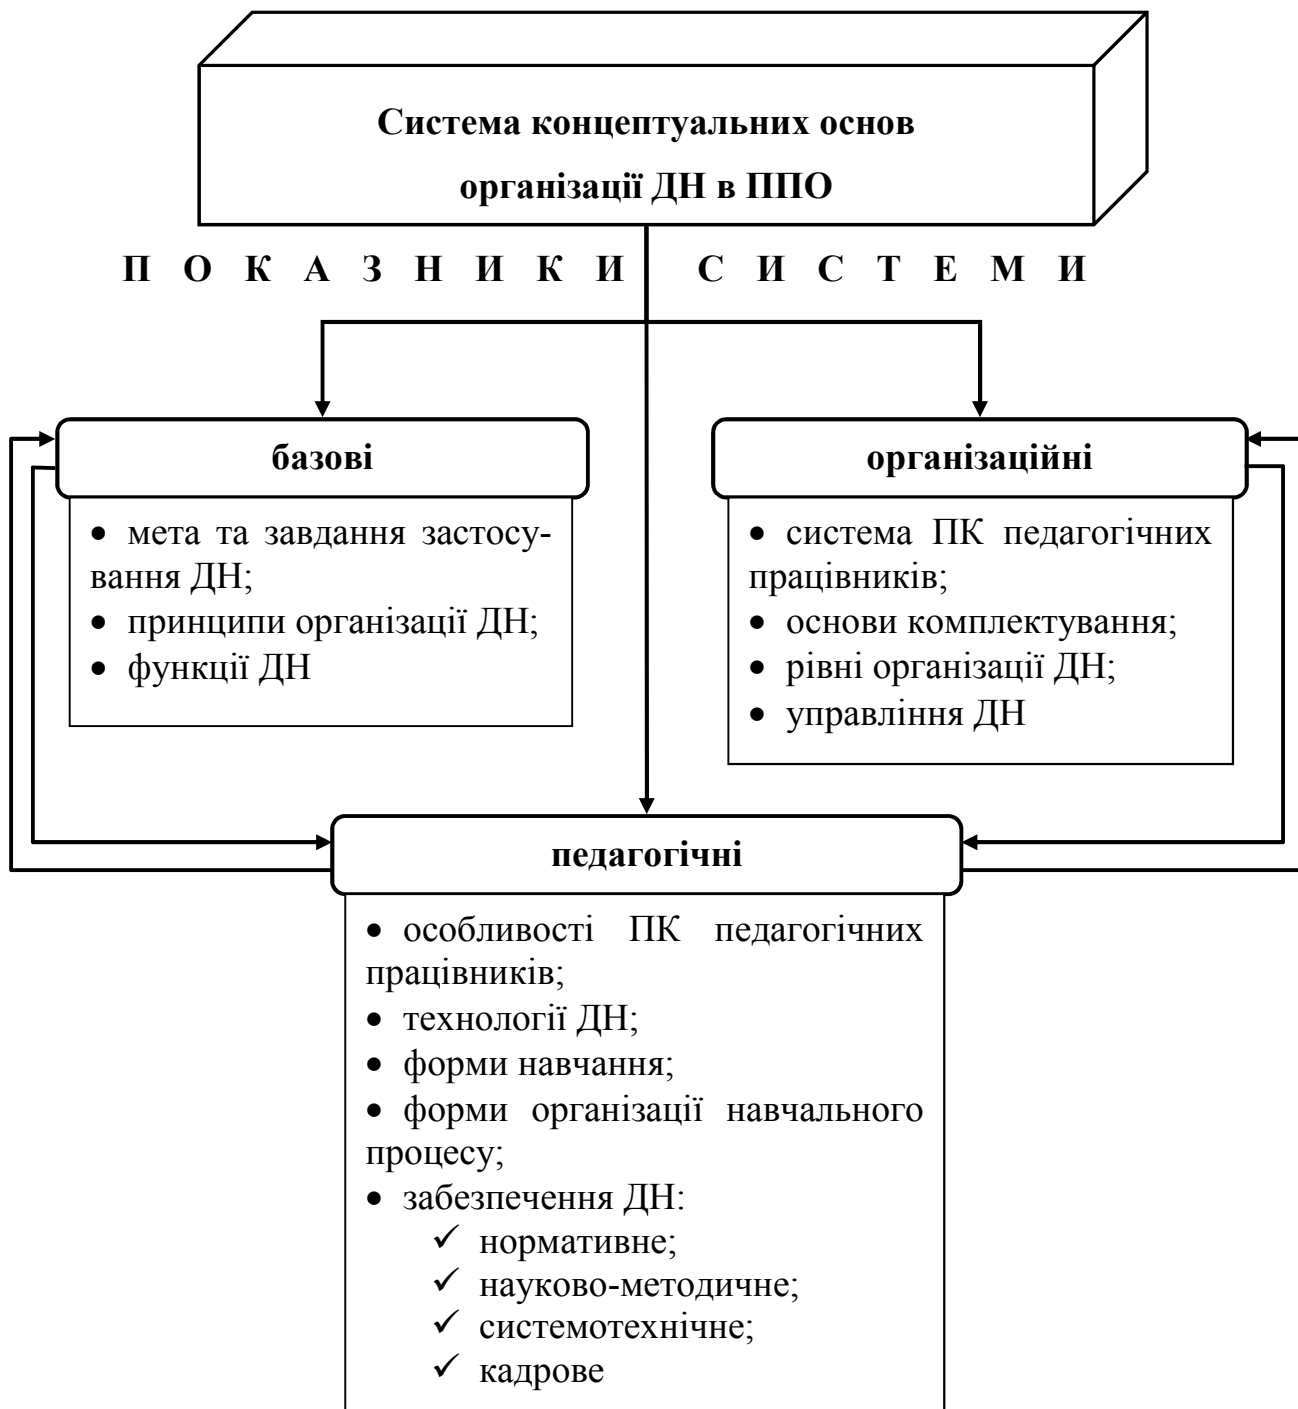 Система концептуальних основ
організації ДН в ППО
П О К А З Н И К И С И С Т Е М И
базові
• мета та завдання застосу-
вання ДН;
• принципи організації ДН;
• функції ДН
організаційні
• система ПК педагогічних
працівників;
• основи комплектування;
• рівні організації ДН;
• управління ДН
педагогічні
• особливості ПК педагогічних
працівників;
• технології ДН;
• форми навчання;
• форми організації навчального
процесу;
• забезпечення ДН:
✓ нормативне;
✓ науково-методичне;
✓ системотехнічне;
✓ кадрове